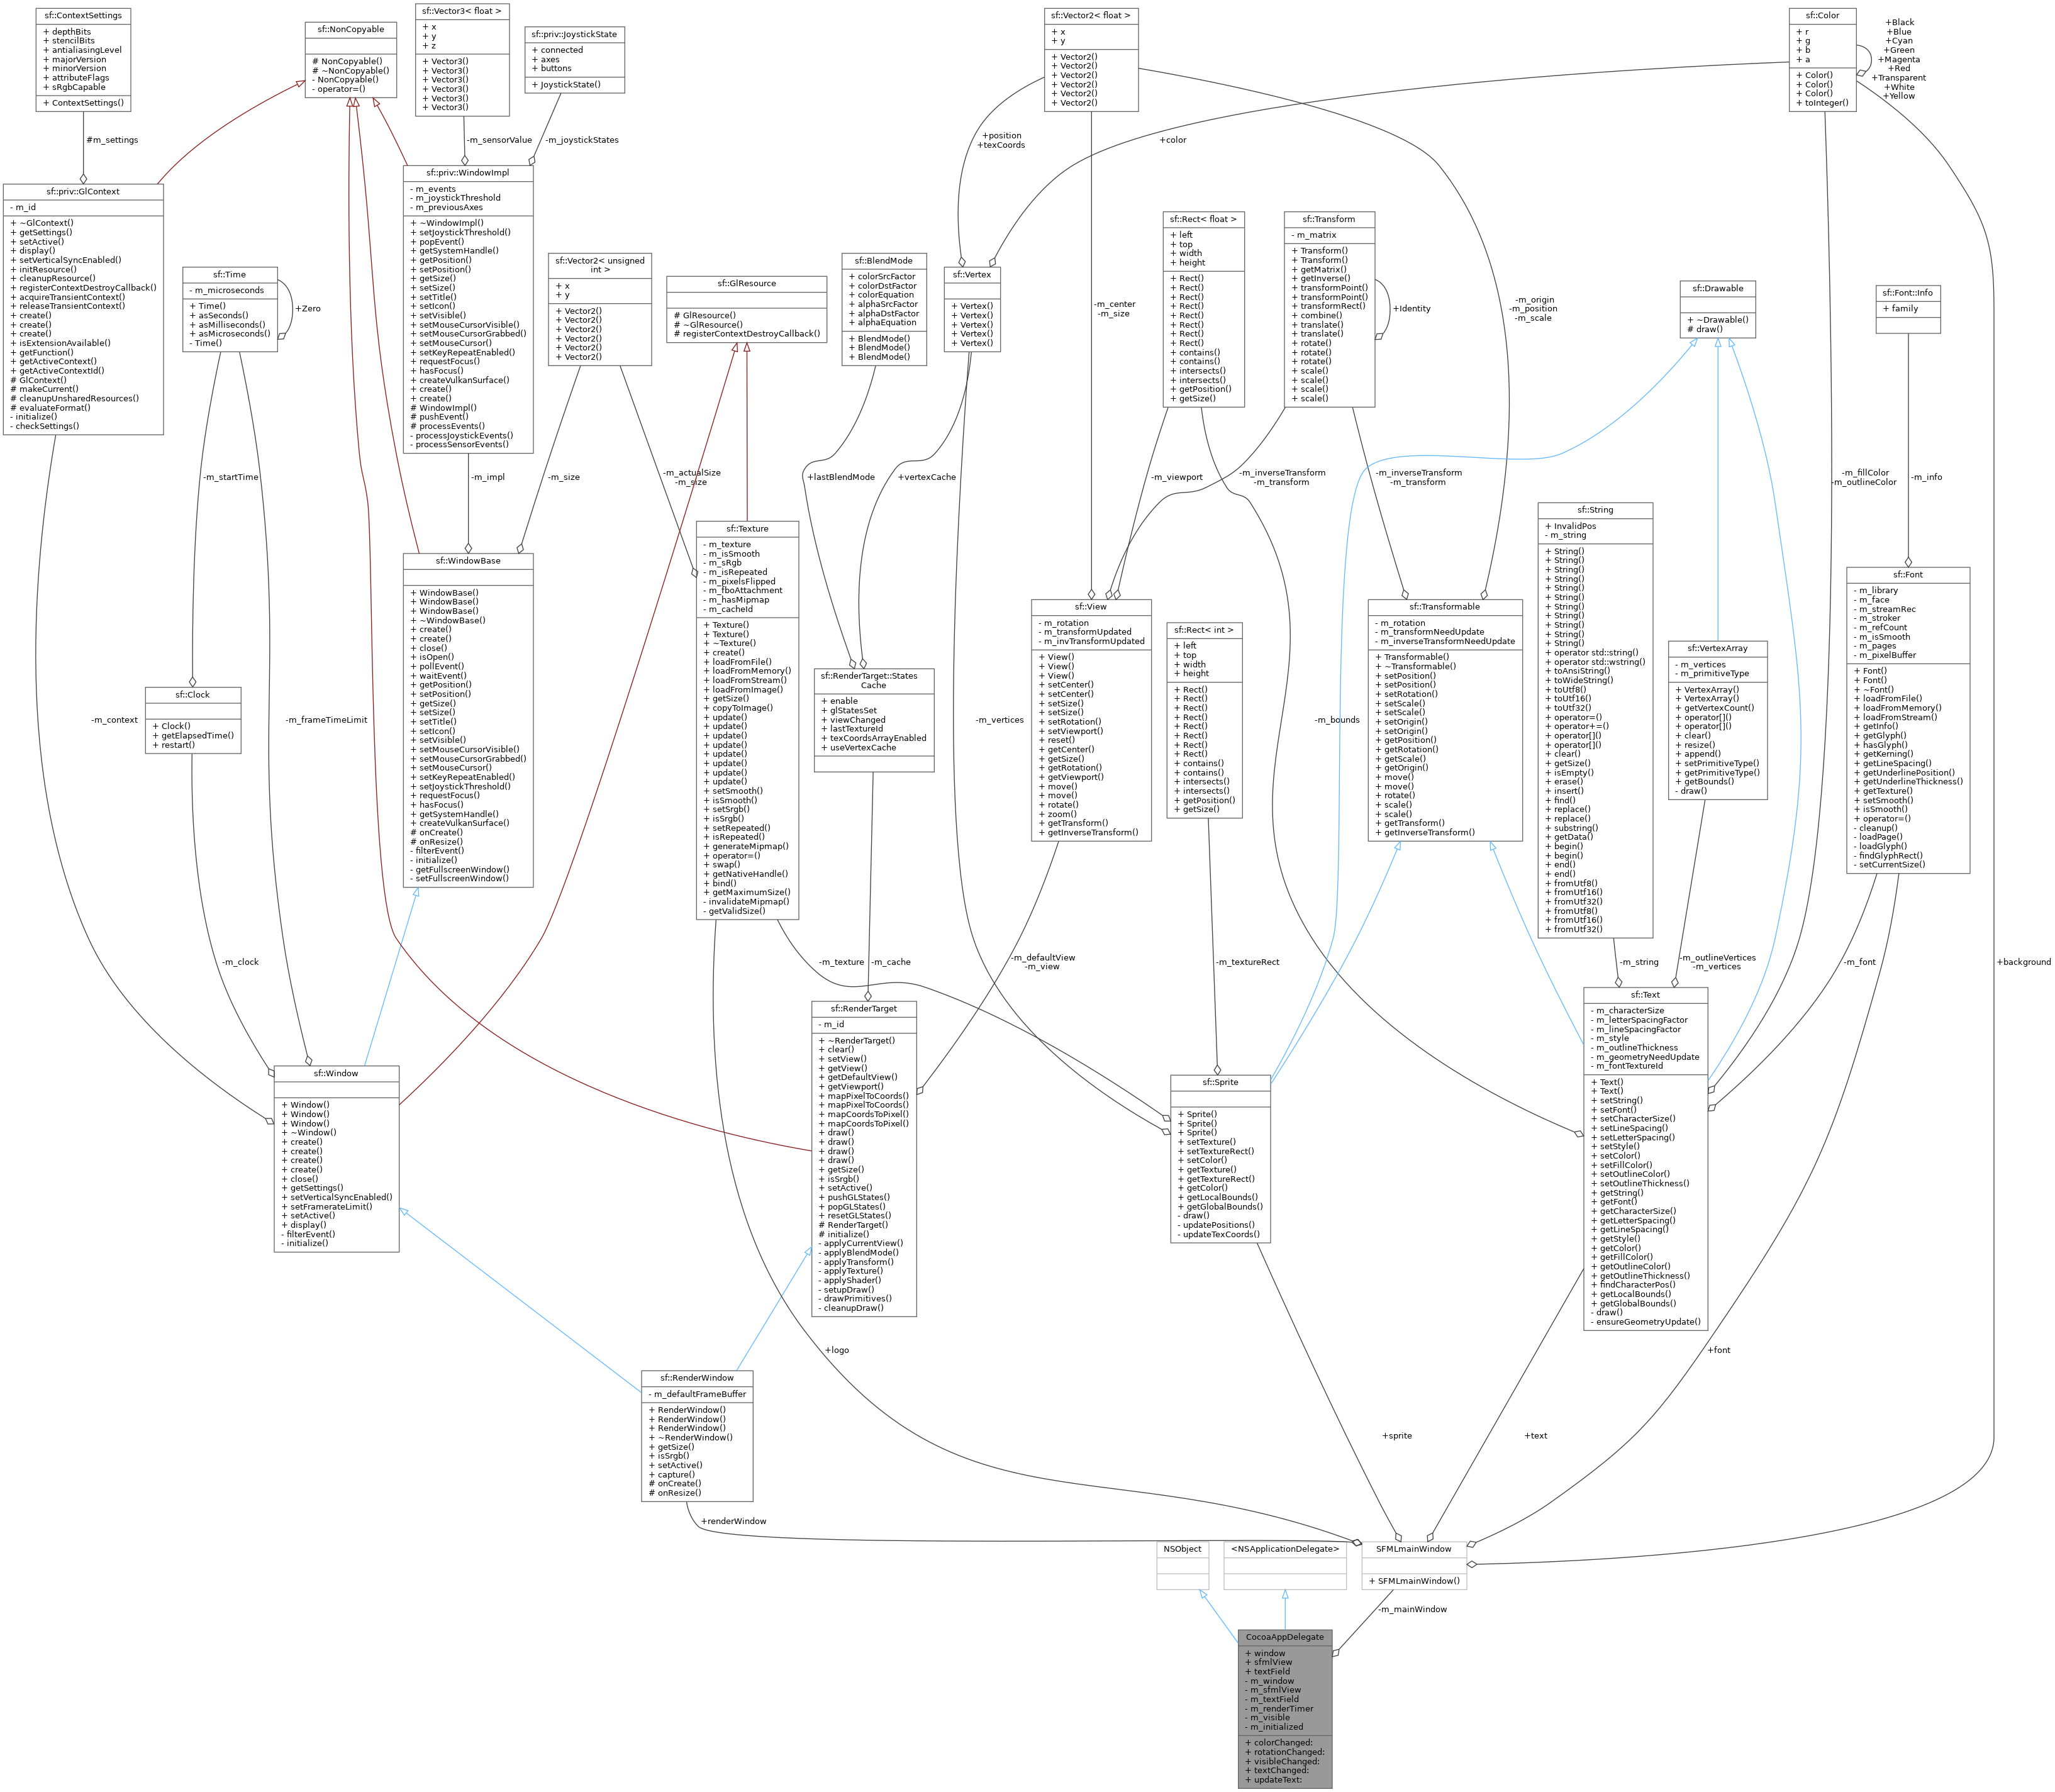 sf::ContextSettings
+ depthBits
+ stencilBits
+ antialiasingLevel
+ majorVersion
+ minorVersion
+ attributeFlags
+ sRgbCapable
+ ContextSettings()
sf::NonCopyable
# NonCopyable()
# ~NonCopyable()
- NonCopyable()
- operator=()
sf::Vector3< float >
+ x
+ y
+ z
+ Vector3()
+ Vector3()
+ Vector3()
+ Vector3()
+ Vector3()
+ Vector3()
sf::priv::JoystickState
+ connected
+ axes
+ buttons
+ JoystickState()
sf::Vector2< float >
+ x
+ y
+ Vector2()
+ Vector2()
+ Vector2()
+ Vector2()
+ Vector2()
+ Vector2()
sf::Color
+ r
+ g
+ b
+ a
+ Color()
+ Color()
+ Color()
+ toInteger()
+Black
+Blue
+Cyan
+Green
+Magenta
+Red
+Transparent
+White
+Yellow
#m_settings
-m_sensorValue
-m_joystickStates
+position
+texCoords
+color
sf::priv::GlContext
- m_id
+ ~GlContext()
+ getSettings()
+ setActive()
+ display()
+ setVerticalSyncEnabled()
+ initResource()
+ cleanupResource()
+ registerContextDestroyCallback()
+ acquireTransientContext()
+ releaseTransientContext()
+ create()
+ create()
+ create()
+ isExtensionAvailable()
+ getFunction()
+ getActiveContext()
+ getActiveContextId()
# GlContext()
# makeCurrent()
# cleanupUnsharedResources()
# evaluateFormat()
- initialize()
- checkSettings()
sf::Time
- m_microseconds
+ Time()
+ asSeconds()
+ asMilliseconds()
+ asMicroseconds()
- Time()
+Zero
sf::priv::WindowImpl
- m_events
- m_joystickThreshold
- m_previousAxes
+ ~WindowImpl()
+ setJoystickThreshold()
+ popEvent()
+ getSystemHandle()
+ getPosition()
+ setPosition()
+ getSize()
+ setSize()
+ setTitle()
+ setIcon()
+ setVisible()
+ setMouseCursorVisible()
+ setMouseCursorGrabbed()
+ setMouseCursor()
+ setKeyRepeatEnabled()
+ requestFocus()
+ hasFocus()
+ createVulkanSurface()
+ create()
+ create()
# WindowImpl()
# pushEvent()
# processEvents()
- processJoystickEvents()
- processSensorEvents()
sf::Vector2< unsigned
int >
+ x
+ y
+ Vector2()
+ Vector2()
+ Vector2()
+ Vector2()
+ Vector2()
+ Vector2()
sf::GlResource
# GlResource()
# ~GlResource()
# registerContextDestroyCallback()
sf::BlendMode
+ colorSrcFactor
+ colorDstFactor
+ colorEquation
+ alphaSrcFactor
+ alphaDstFactor
+ alphaEquation
+ BlendMode()
+ BlendMode()
+ BlendMode()
sf::Vertex
+ Vertex()
+ Vertex()
+ Vertex()
+ Vertex()
+ Vertex()
-m_center
-m_size
sf::Rect< float >
+ left
+ top
+ width
+ height
+ Rect()
+ Rect()
+ Rect()
+ Rect()
+ Rect()
+ Rect()
+ Rect()
+ Rect()
+ contains()
+ contains()
+ intersects()
+ intersects()
+ getPosition()
+ getSize()
sf::Transform
- m_matrix
+ Transform()
+ Transform()
+ getMatrix()
+ getInverse()
+ transformPoint()
+ transformPoint()
+ transformRect()
+ combine()
+ translate()
+ translate()
+ rotate()
+ rotate()
+ rotate()
+ scale()
+ scale()
+ scale()
+ scale()
+Identity
-m_origin
-m_position
-m_scale
sf::Drawable
+ ~Drawable()
# draw()
sf::Font::Info
+ family
-m_startTime
-m_impl
-m_size
-m_actualSize
-m_size
+lastBlendMode
+vertexCache
-m_viewport
-m_inverseTransform
-m_transform
-m_inverseTransform
-m_transform
-m_fillColor
-m_outlineColor
-m_info
sf::WindowBase
+ WindowBase()
+ WindowBase()
+ WindowBase()
+ ~WindowBase()
+ create()
+ create()
+ close()
+ isOpen()
+ pollEvent()
+ waitEvent()
+ getPosition()
+ setPosition()
+ getSize()
+ setSize()
+ setTitle()
+ setIcon()
+ setVisible()
+ setMouseCursorVisible()
+ setMouseCursorGrabbed()
+ setMouseCursor()
+ setKeyRepeatEnabled()
+ setJoystickThreshold()
+ requestFocus()
+ hasFocus()
+ getSystemHandle()
+ createVulkanSurface()
# onCreate()
# onResize()
- filterEvent()
- initialize()
- getFullscreenWindow()
- setFullscreenWindow()
sf::Texture
- m_texture
- m_isSmooth
- m_sRgb
- m_isRepeated
- m_pixelsFlipped
- m_fboAttachment
- m_hasMipmap
- m_cacheId
+ Texture()
+ Texture()
+ ~Texture()
+ create()
+ loadFromFile()
+ loadFromMemory()
+ loadFromStream()
+ loadFromImage()
+ getSize()
+ copyToImage()
+ update()
+ update()
+ update()
+ update()
+ update()
+ update()
+ update()
+ update()
+ setSmooth()
+ isSmooth()
+ setSrgb()
+ isSrgb()
+ setRepeated()
+ isRepeated()
+ generateMipmap()
+ operator=()
+ swap()
+ getNativeHandle()
+ bind()
+ getMaximumSize()
- invalidateMipmap()
- getValidSize()
sf::RenderTarget::States
Cache
+ enable
+ glStatesSet
+ viewChanged
+ lastTextureId
+ texCoordsArrayEnabled
+ useVertexCache
sf::View
- m_rotation
- m_transformUpdated
- m_invTransformUpdated
+ View()
+ View()
+ View()
+ setCenter()
+ setCenter()
+ setSize()
+ setSize()
+ setRotation()
+ setViewport()
+ reset()
+ getCenter()
+ getSize()
+ getRotation()
+ getViewport()
+ move()
+ move()
+ rotate()
+ zoom()
+ getTransform()
+ getInverseTransform()
sf::Rect< int >
+ left
+ top
+ width
+ height
+ Rect()
+ Rect()
+ Rect()
+ Rect()
+ Rect()
+ Rect()
+ Rect()
+ Rect()
+ contains()
+ contains()
+ intersects()
+ intersects()
+ getPosition()
+ getSize()
sf::Transformable
- m_rotation
- m_transformNeedUpdate
- m_inverseTransformNeedUpdate
+ Transformable()
+ ~Transformable()
+ setPosition()
+ setPosition()
+ setRotation()
+ setScale()
+ setScale()
+ setOrigin()
+ setOrigin()
+ getPosition()
+ getRotation()
+ getScale()
+ getOrigin()
+ move()
+ move()
+ rotate()
+ scale()
+ scale()
+ getTransform()
+ getInverseTransform()
sf::String
+ InvalidPos
- m_string
+ String()
+ String()
+ String()
+ String()
+ String()
+ String()
+ String()
+ String()
+ String()
+ String()
+ String()
+ operator std::string()
+ operator std::wstring()
+ toAnsiString()
+ toWideString()
+ toUtf8()
+ toUtf16()
+ toUtf32()
+ operator=()
+ operator+=()
+ operator[]()
+ operator[]()
+ clear()
+ getSize()
+ isEmpty()
+ erase()
+ insert()
+ find()
+ replace()
+ replace()
+ substring()
+ getData()
+ begin()
+ begin()
+ end()
+ end()
+ fromUtf8()
+ fromUtf16()
+ fromUtf32()
+ fromUtf8()
+ fromUtf16()
+ fromUtf32()
sf::VertexArray
- m_vertices
- m_primitiveType
+ VertexArray()
+ VertexArray()
+ getVertexCount()
+ operator[]()
+ operator[]()
+ clear()
+ resize()
+ append()
+ setPrimitiveType()
+ getPrimitiveType()
+ getBounds()
- draw()
sf::Font
- m_library
- m_face
- m_streamRec
- m_stroker
- m_refCount
- m_isSmooth
- m_pages
- m_pixelBuffer
+ Font()
+ Font()
+ ~Font()
+ loadFromFile()
+ loadFromMemory()
+ loadFromStream()
+ getInfo()
+ getGlyph()
+ hasGlyph()
+ getKerning()
+ getLineSpacing()
+ getUnderlinePosition()
+ getUnderlineThickness()
+ getTexture()
+ setSmooth()
+ isSmooth()
+ operator=()
- cleanup()
- loadPage()
- loadGlyph()
- findGlyphRect()
- setCurrentSize()
sf::Clock
+ Clock()
+ getElapsedTime()
+ restart()
-m_context
-m_frameTimeLimit
-m_vertices
-m_bounds
-m_clock
-m_texture
-m_cache
-m_defaultView
-m_view
-m_textureRect
-m_string
-m_outlineVertices
-m_vertices
-m_font
+background
sf::Window
+ Window()
+ Window()
+ Window()
+ ~Window()
+ create()
+ create()
+ create()
+ create()
+ close()
+ getSettings()
+ setVerticalSyncEnabled()
+ setFramerateLimit()
+ setActive()
+ display()
- filterEvent()
- initialize()
sf::RenderTarget
- m_id
+ ~RenderTarget()
+ clear()
+ setView()
+ getView()
+ getDefaultView()
+ getViewport()
+ mapPixelToCoords()
+ mapPixelToCoords()
+ mapCoordsToPixel()
+ mapCoordsToPixel()
+ draw()
+ draw()
+ draw()
+ draw()
+ getSize()
+ isSrgb()
+ setActive()
+ pushGLStates()
+ popGLStates()
+ resetGLStates()
# RenderTarget()
# initialize()
- applyCurrentView()
- applyBlendMode()
- applyTransform()
- applyTexture()
- applyShader()
- setupDraw()
- drawPrimitives()
- cleanupDraw()
sf::Sprite
+ Sprite()
+ Sprite()
+ Sprite()
+ setTexture()
+ setTextureRect()
+ setColor()
+ getTexture()
+ getTextureRect()
+ getColor()
+ getLocalBounds()
+ getGlobalBounds()
- draw()
- updatePositions()
- updateTexCoords()
sf::Text
- m_characterSize
- m_letterSpacingFactor
- m_lineSpacingFactor
- m_style
- m_outlineThickness
- m_geometryNeedUpdate
- m_fontTextureId
+ Text()
+ Text()
+ setString()
+ setFont()
+ setCharacterSize()
+ setLineSpacing()
+ setLetterSpacing()
+ setStyle()
+ setColor()
+ setFillColor()
+ setOutlineColor()
+ setOutlineThickness()
+ getString()
+ getFont()
+ getCharacterSize()
+ getLetterSpacing()
+ getLineSpacing()
+ getStyle()
+ getColor()
+ getFillColor()
+ getOutlineColor()
+ getOutlineThickness()
+ findCharacterPos()
+ getLocalBounds()
+ getGlobalBounds()
- draw()
- ensureGeometryUpdate()
+logo
+font
sf::RenderWindow
- m_defaultFrameBuffer
+ RenderWindow()
+ RenderWindow()
+ RenderWindow()
+ ~RenderWindow()
+ getSize()
+ isSrgb()
+ setActive()
+ capture()
# onCreate()
# onResize()
+sprite
+text
+renderWindow
NSObject
<NSApplicationDelegate>
SFMLmainWindow
+ SFMLmainWindow()
-m_mainWindow
CocoaAppDelegate
+ window
+ sfmlView
+ textField
- m_window
- m_sfmlView
- m_textField
- m_renderTimer
- m_visible
- m_initialized
+ colorChanged:
+ rotationChanged:
+ visibleChanged:
+ textChanged:
+ updateText: